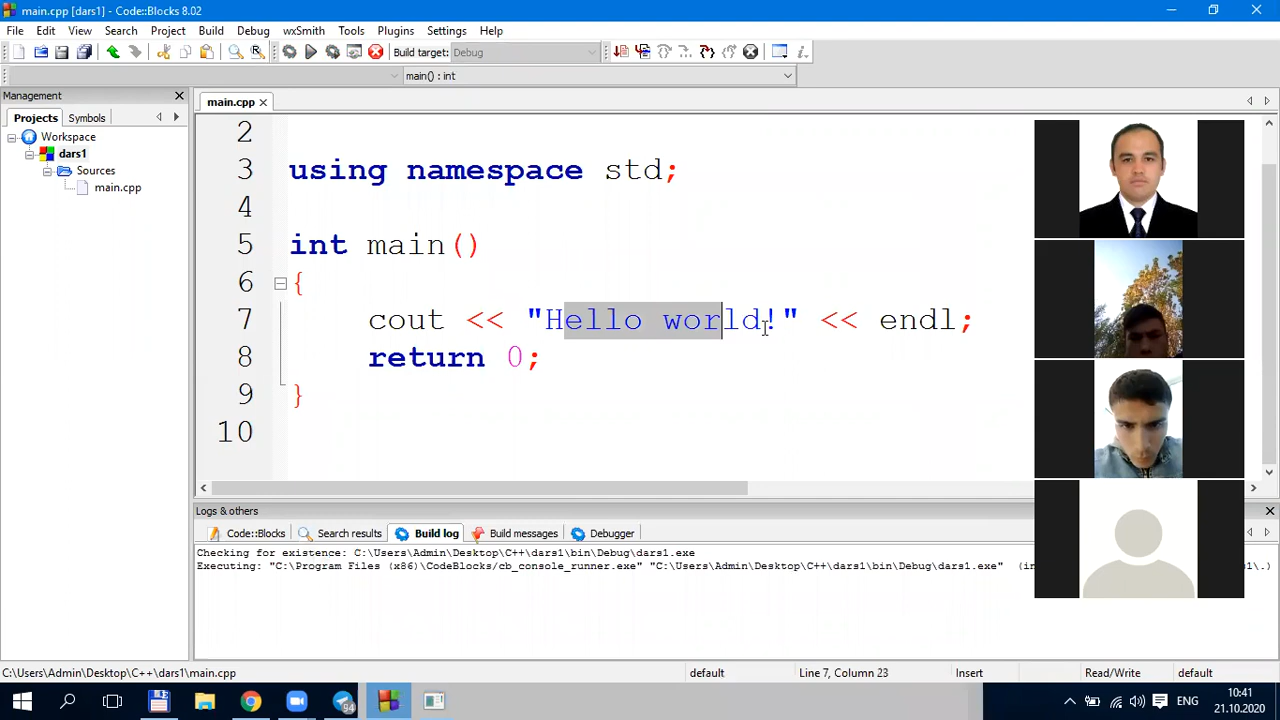 main.cpp [dars1] - Code::Blocks 8.02
File Edit View Search Project Build Debug wxSmith Tools Plugins Settings Help
Build target: Debug
main() : int
Management
main.cpp
Projects Symbols
Workspace
dars1
Sources
main.cpp
2
3 using namespace std;
4
5 int main()
6 {
7 cout << "Hello world!" << endl;
8 return 0;
9 }
10
Logs & others
Code::Blocks Search results Build log Build messages Debugger
Checking for existence: C:\Users\Admin\Desktop\C++\dars1\bin\Debug\dars1.exe
Executing: "C:\Program Files (x86)\CodeBlocks/cb_console_runner.exe" "C:\Users\Admin\Desktop\C++\dars1\bin\Debug\dars1.exe" (in 1\.)
C:\Users\Admin\Desktop\C++\dars1\main.cpp default Line 7, Column 23 Insert Read/Write default
94 ENG 10:41
21.10.2020